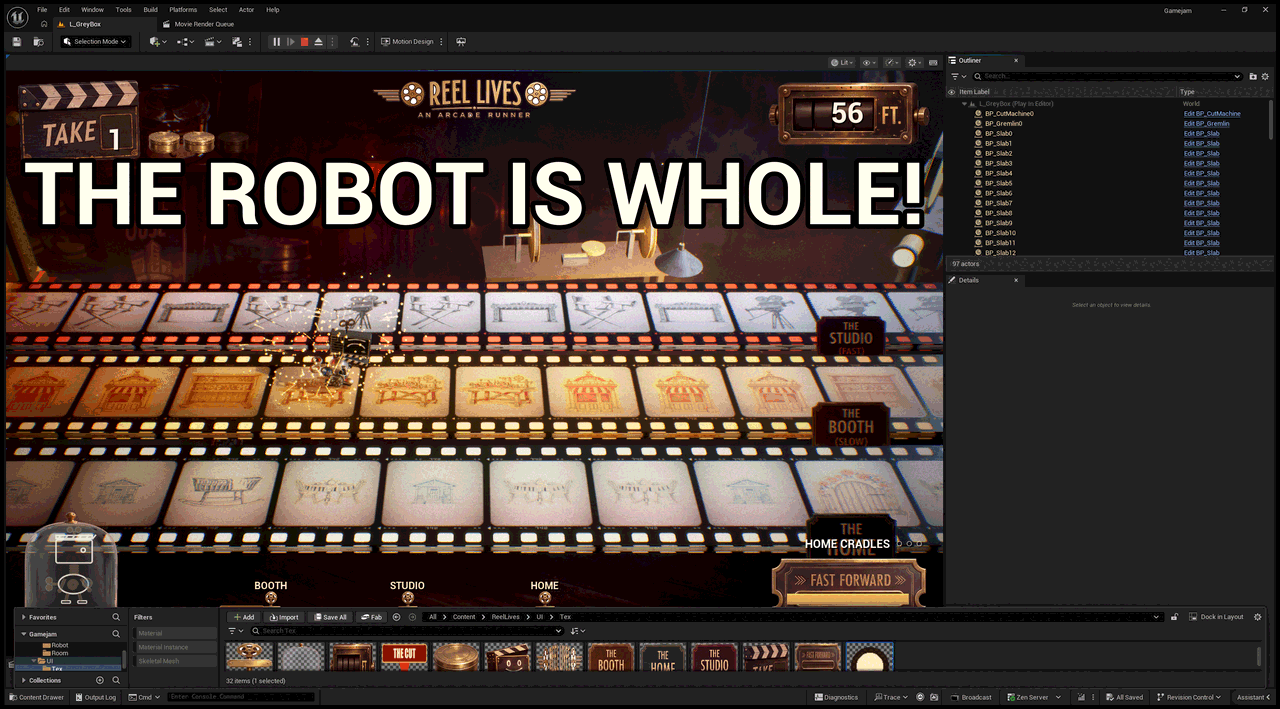 File Edit Window Tools Build Platforms Select Actor Help
Gamejam
L_GreyBox
Movie Render Queue
Selection Mode
Motion Design
Lit
TAKE 1
REEL LIVES
AN ARCADE RUNNER
56 FT.
THE ROBOT IS WHOLE!
THE STUDIO
(FAST)
THE BOOTH
(SLOW)
THE HOME
HOME CRADLES
BOOTH
STUDIO
HOME
FAST FORWARD
Outliner
Search...
Item Label
Type
L_GreyBox (Play In Editor)
World
BP_CutMachine0
Edit BP_CutMachine
BP_Gremlin0
Edit BP_Gremlin
BP_Slab0
Edit BP_Slab
BP_Slab1
Edit BP_Slab
BP_Slab2
Edit BP_Slab
BP_Slab3
Edit BP_Slab
BP_Slab4
Edit BP_Slab
BP_Slab5
Edit BP_Slab
BP_Slab6
Edit BP_Slab
BP_Slab7
Edit BP_Slab
BP_Slab8
Edit BP_Slab
BP_Slab9
Edit BP_Slab
BP_Slab10
Edit BP_Slab
BP_Slab11
Edit BP_Slab
BP_Slab12
Edit BP_Slab
97 actors
Details
Select an object to view details.
Favorites
Gamejam
Robot
Room
UI
Tex
Collections
Filters
Material
Material Instance
Skeletal Mesh
Add
Import
Save All
Fab
All > Content > ReelLives > UI > Tex
Dock in Layout
Search Tex
THE CUT
THE BOOTH
THE HOME
THE STUDIO
TAKE
FAST FORWARD
32 items (1 selected)
Content Drawer
Output Log
Cmd
Enter Console Command
Diagnostics
Trace
Broadcast
Zen Server
All Saved
Revision Control
Assistant